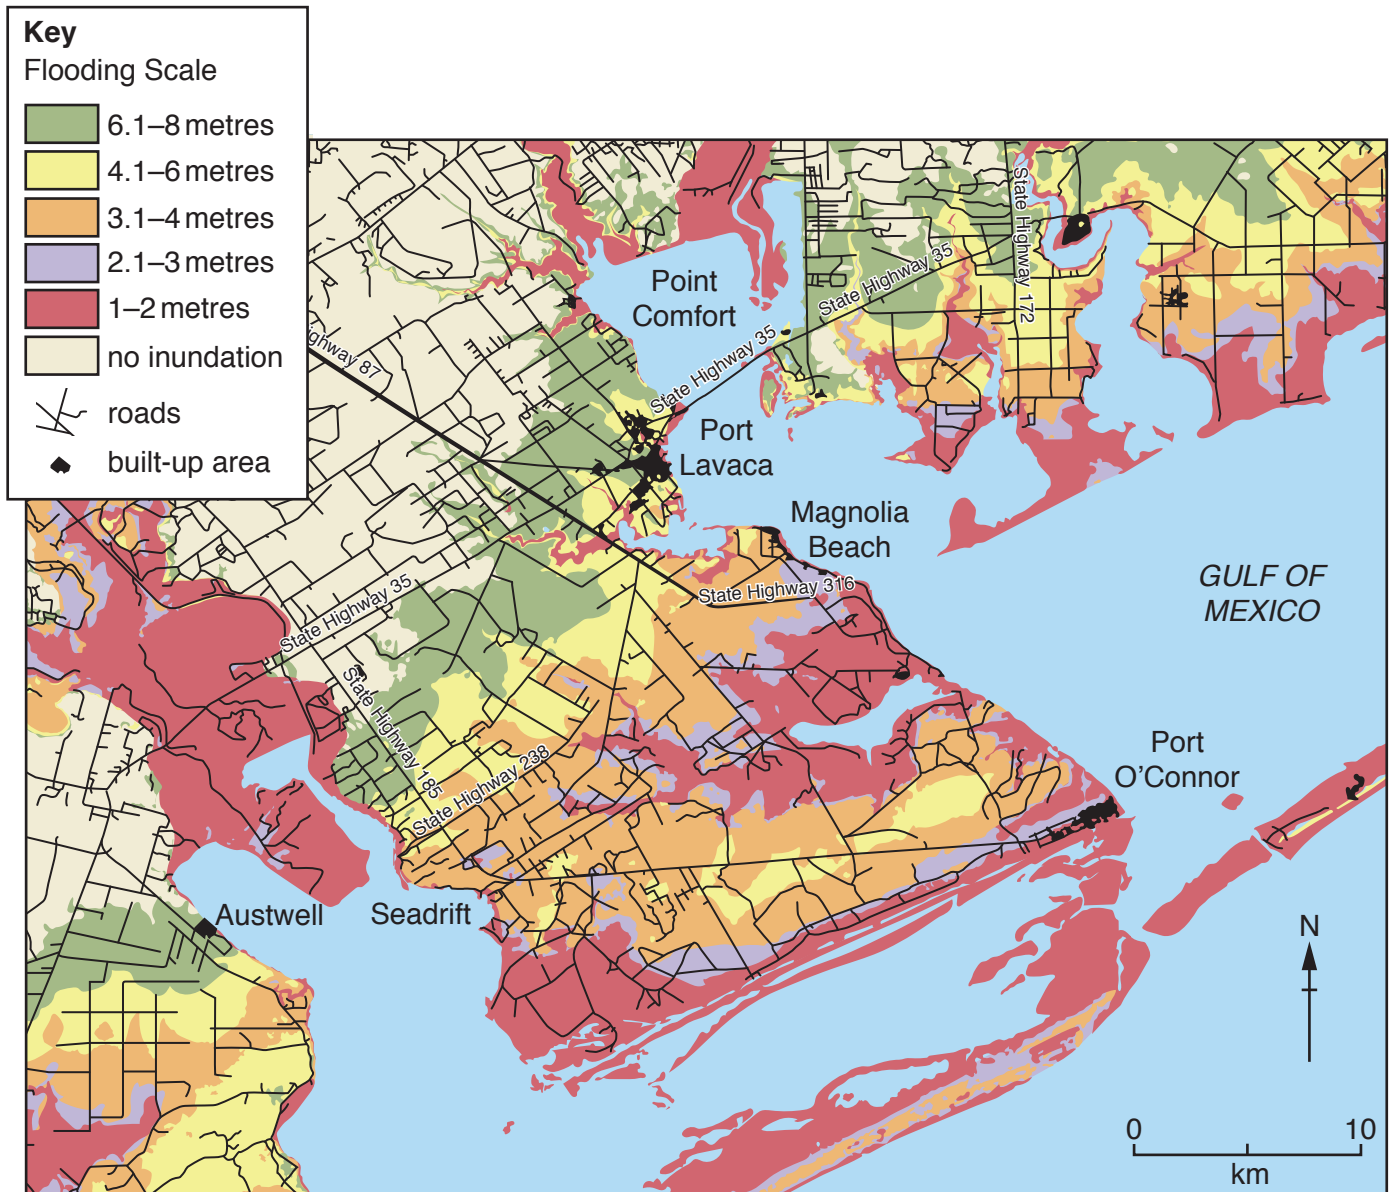 Key
Flooding Scale
6.1–8 metres
4.1–6 metres
3.1–4 metres
2.1–3 metres
1–2 metres
no inundation
roads
built-up area
State Highway 172
State Highway 35
Point
Comfort
State Highway 35
ighway 87
Port
Lavaca
Magnolia
Beach
GULF OF
MEXICO
State Highway 316
State Highway 35
State Highway 185
State Highway 238
Port
O’Connor
Austwell
Seadrift
N
0 10
km